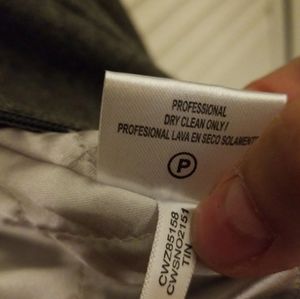 PROFESSIONAL
DRY CLEAN ONLY /
PROFESIONAL LAVA EN SECO SOLAMENTE
P
CWZ85158
CWSNO2151
TIN